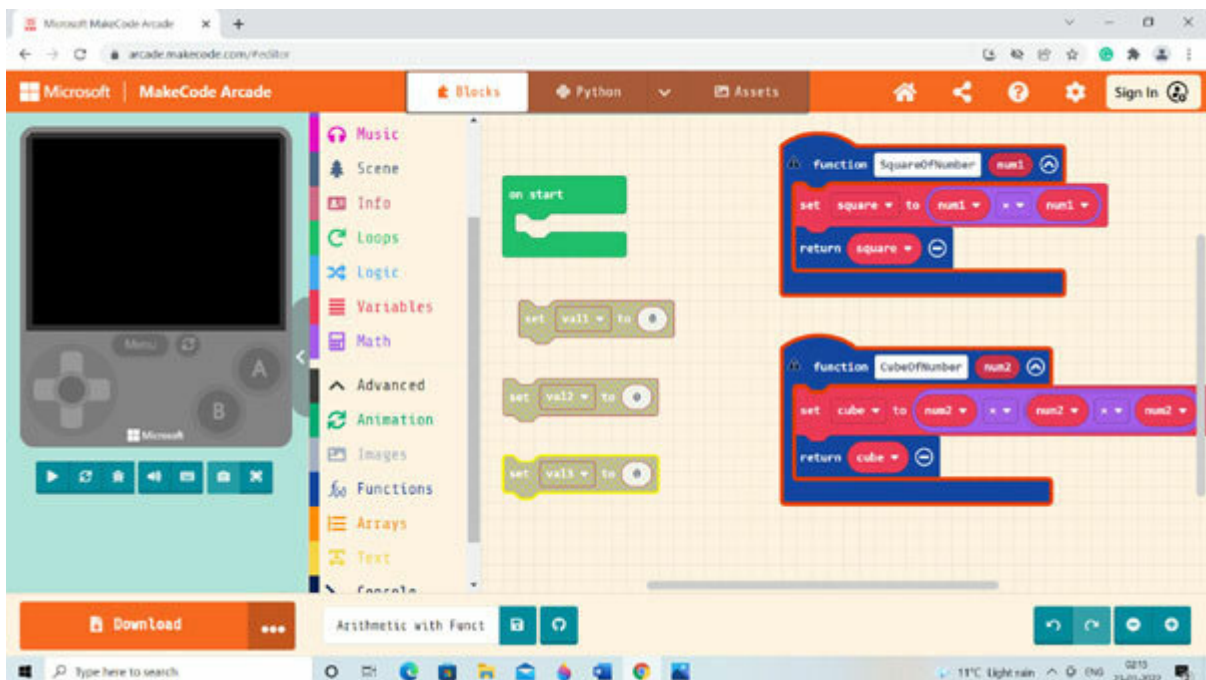 Microsoft MakeCode Arcade
arcade.makecode.com/#editor
Microsoft | MakeCode Arcade
Blocks
Python
Assets
Sign In
Menu
A
B
Microsoft
Download
Music
Scene
Info
Loops
Logic
Variables
Math
Advanced
Animation
Images
Functions
Arrays
Text
Console
on start
set val1 to 0
set val2 to 0
set val3 to 0
function SquareOfNumber num1
set square to num1 × num1
return square
function CubeOfNumber num2
set cube to num2 × num2 × num2
return cube
Arithmetic with Funct
Type here to search
11°C Light rain ENG 02:15